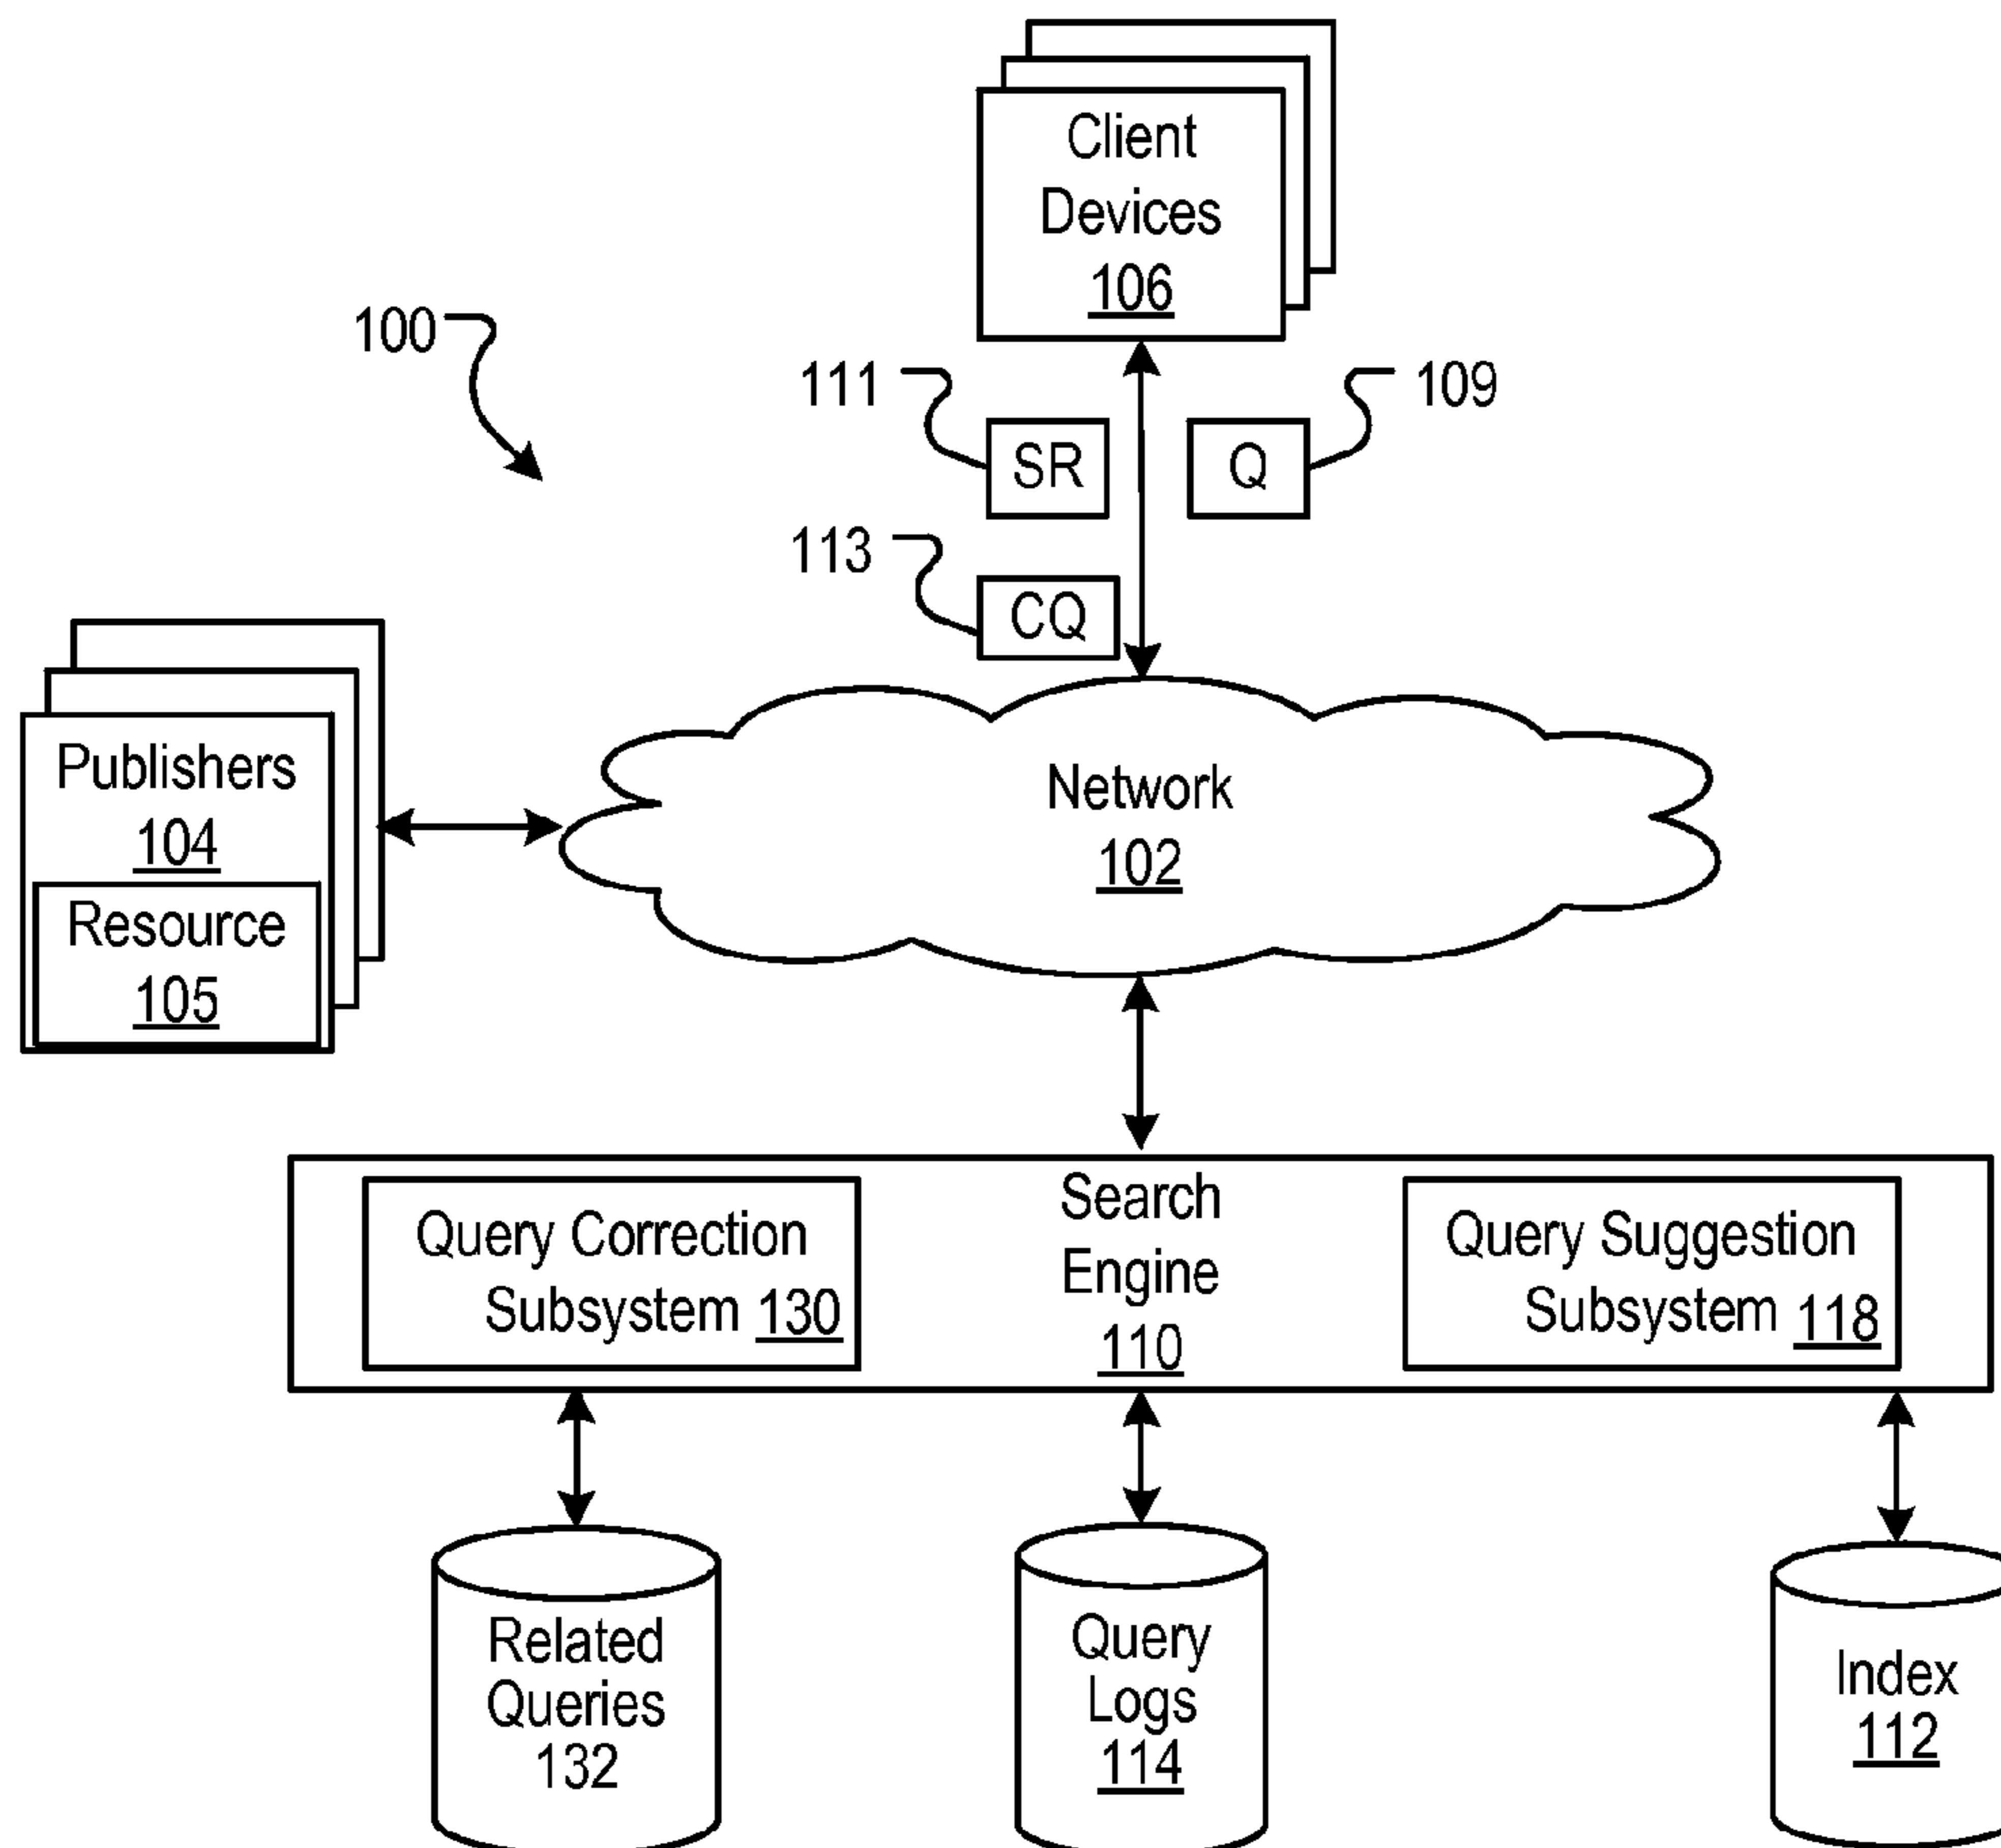 Client
Devices
106
100
111
109
SR
Q
113
CQ
Publishers
104
Resource
105
Network
102
Query Correction
Subsystem 130
Search
Engine
110
Query Suggestion
Subsystem 118
Related
Queries
132
Query
Logs
114
Index
112